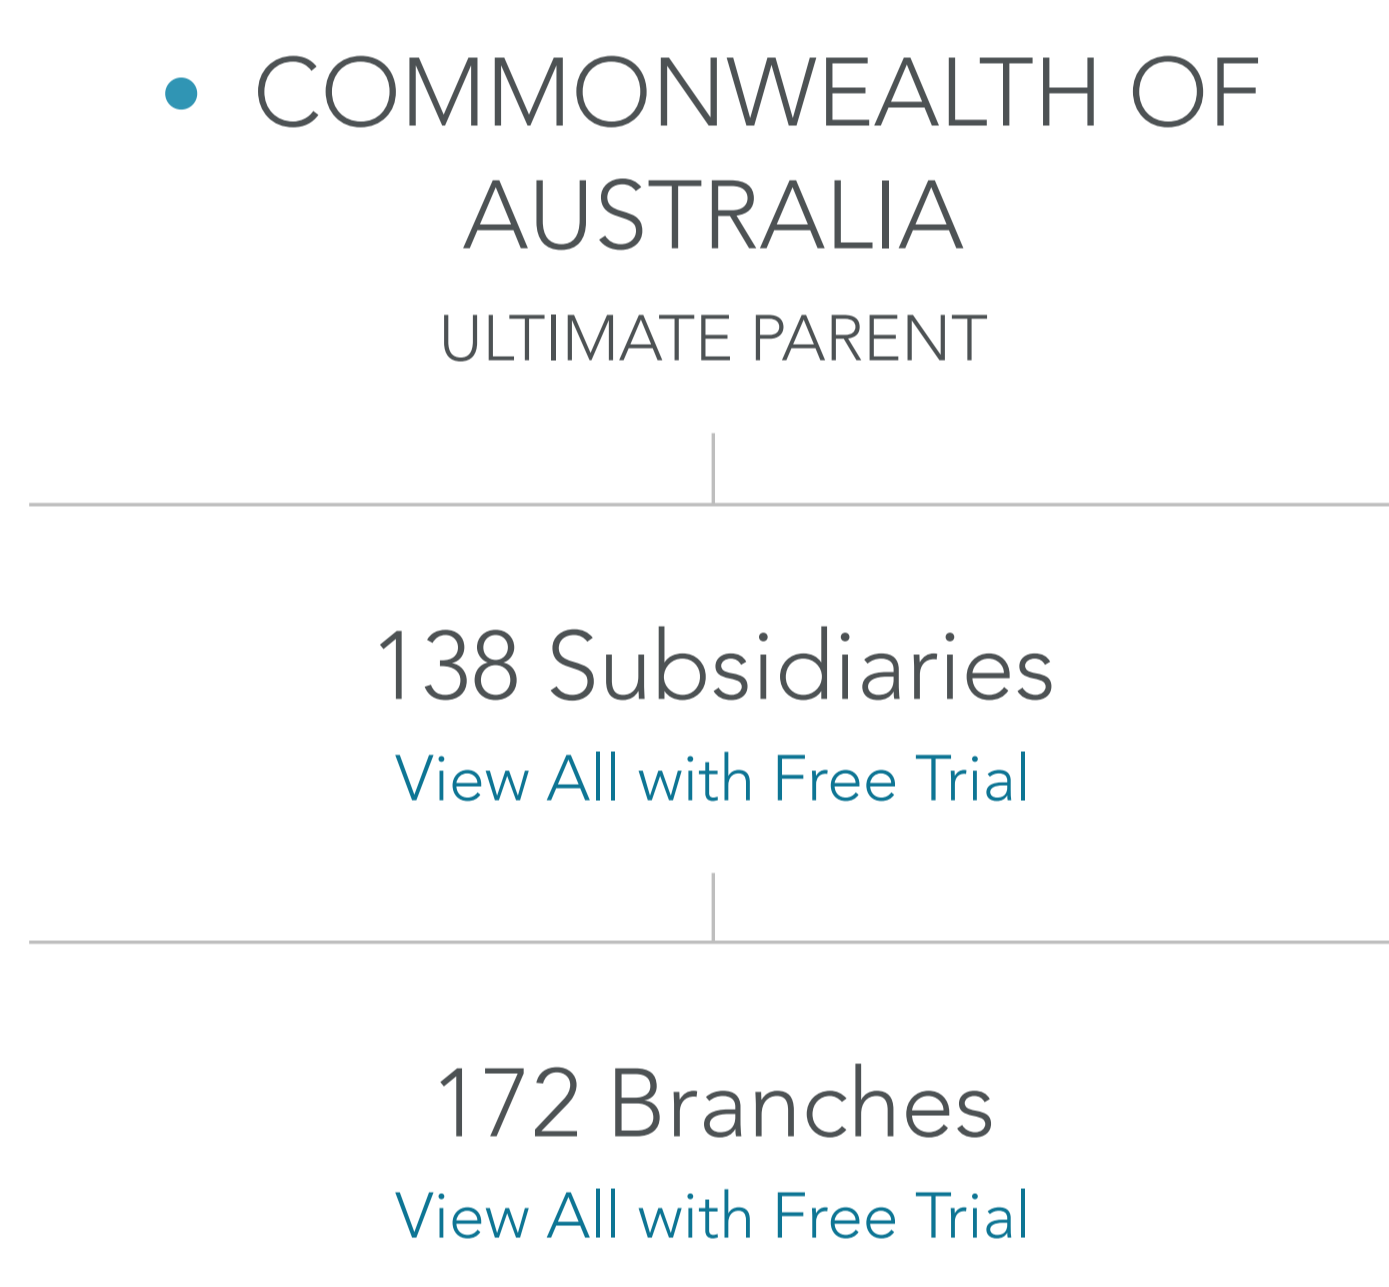 • COMMONWEALTH OF
AUSTRALIA
ULTIMATE PARENT
138 Subsidiaries
View All with Free Trial
172 Branches
View All with Free Trial